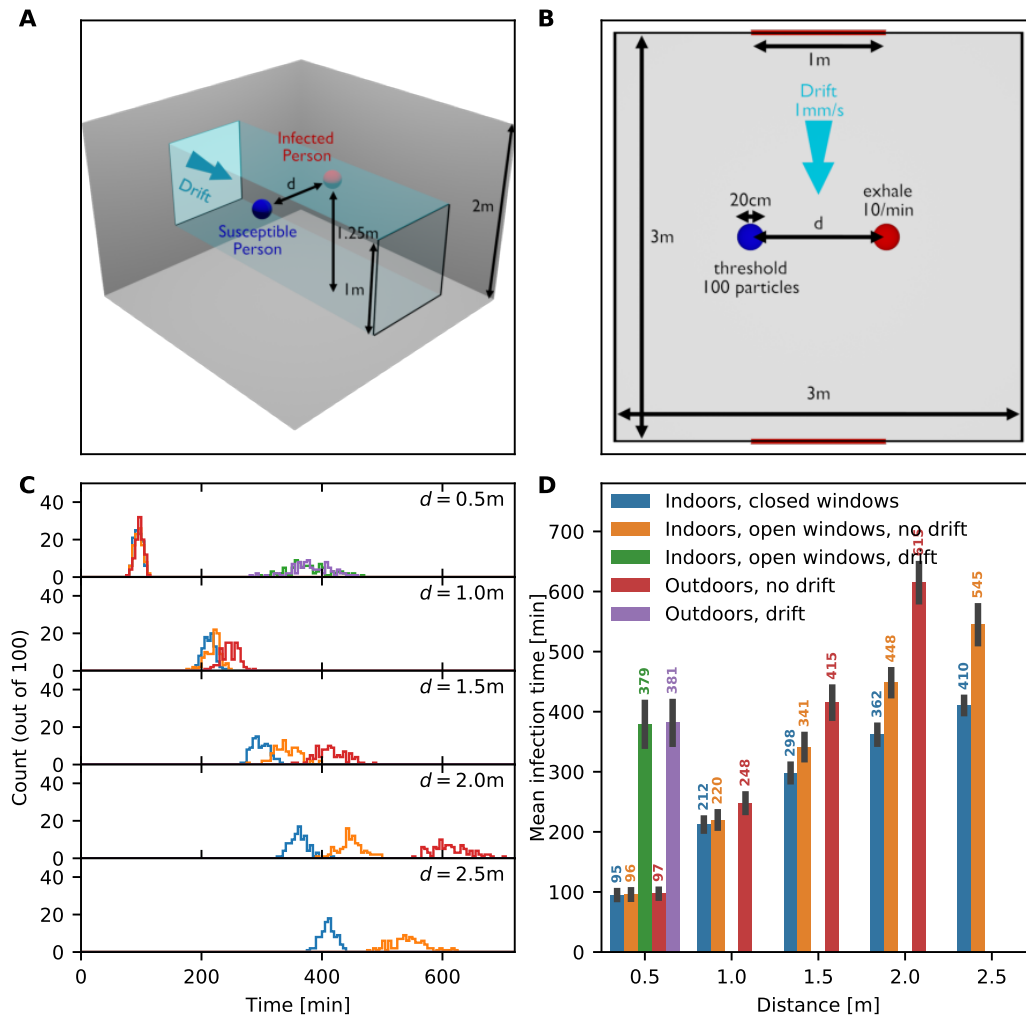 A
Infected
Person
d
Drift
2m
Susceptible
Person
1.25m
1m
B
1m
Drift
1mm/s
20cm
exhale
10/min
d
3m
threshold
100 particles
3m
C
d = 0.5m
d = 1.0m
d = 1.5m
d = 2.0m
d = 2.5m
40
20
0
40
20
0
40
20
0
40
20
0
40
20
0
Count (out of 100)
0 200 400 600
Time [min]
D
Indoors, closed windows
Indoors, open windows, no drift
Indoors, open windows, drift
Outdoors, no drift
Outdoors, drift
700
600
500
400
300
200
100
0
Mean infection time [min]
95
96
379
97
381
212
220
248
298
341
415
362
448
615
410
545
0.5 1.0 1.5 2.0 2.5
Distance [m]